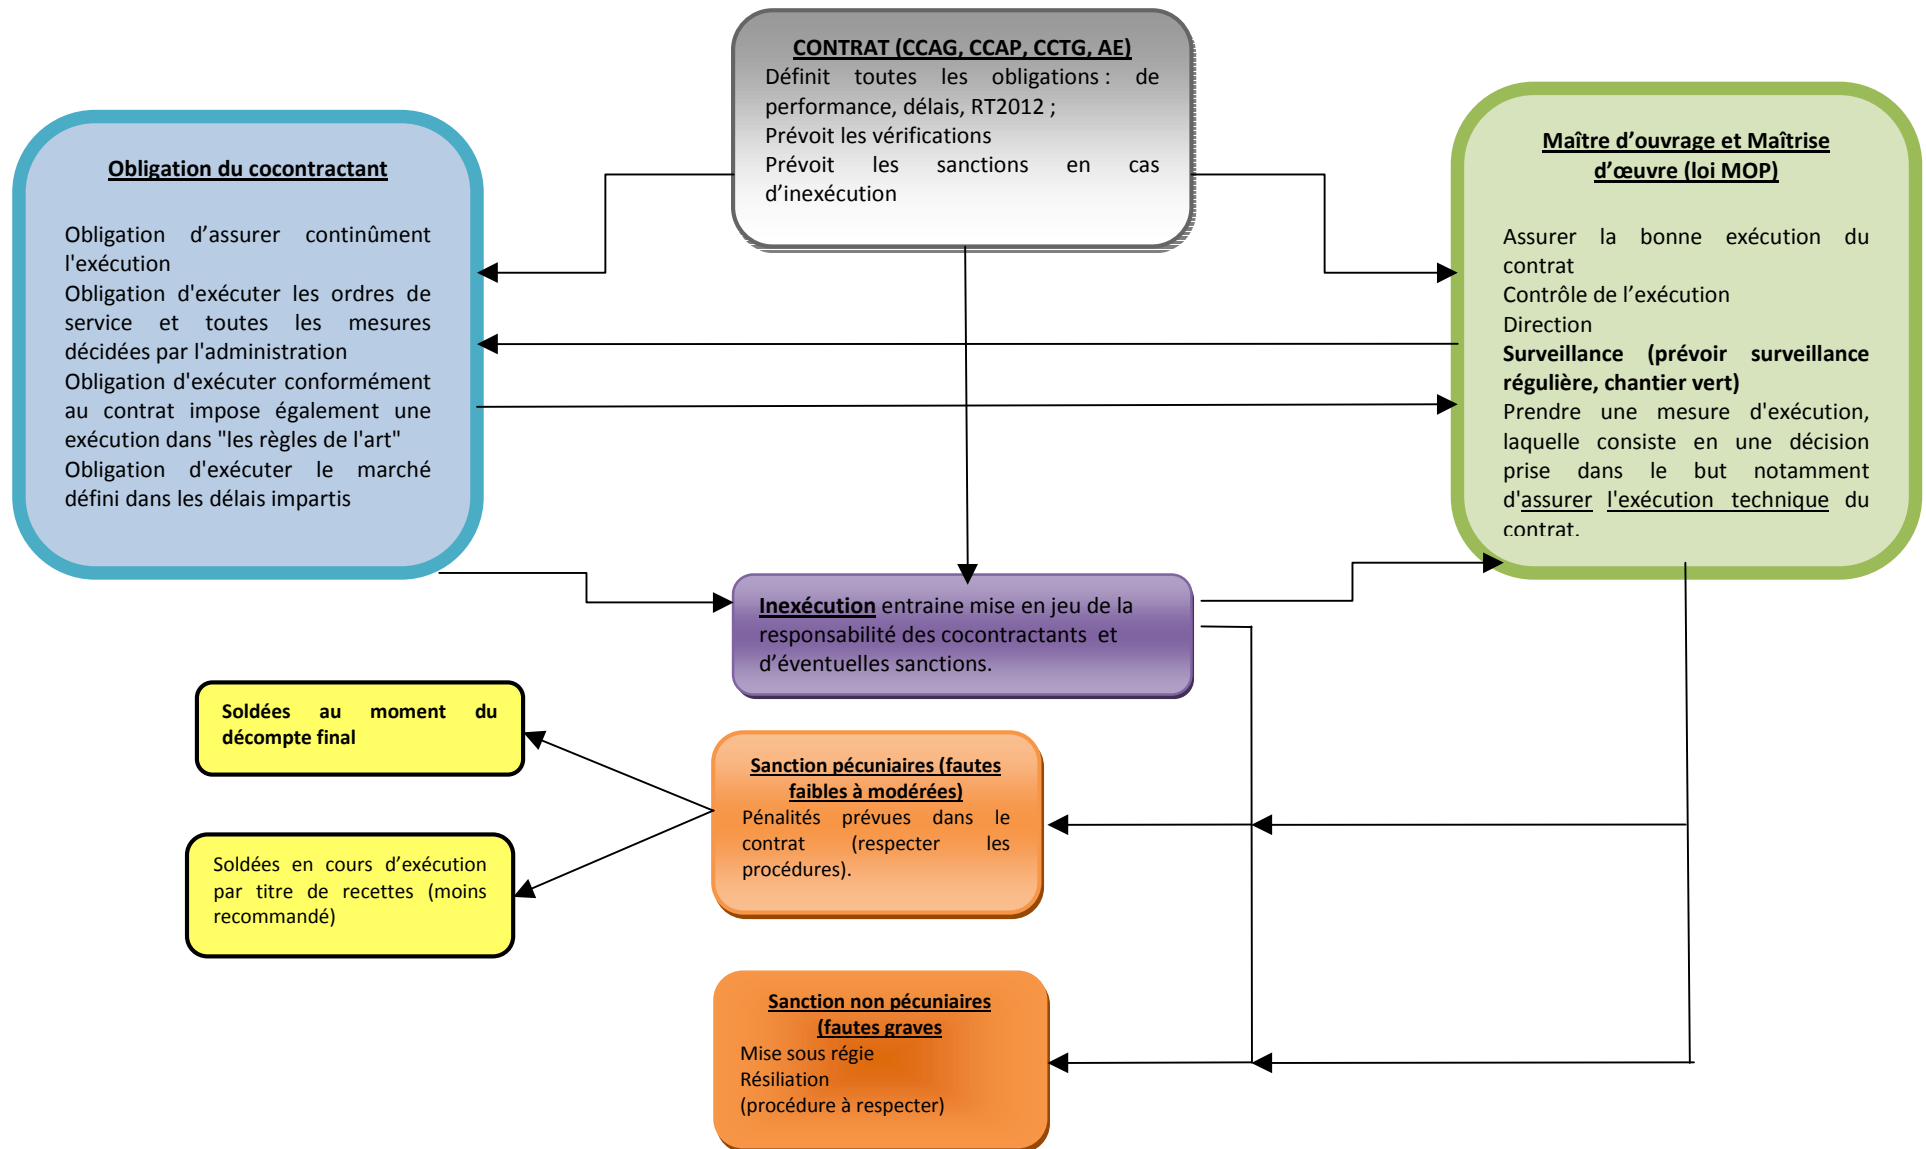 CONTRAT (CCAG, CCAP, CCTG, AE)
Définit toutes les obligations : de
performance, délais, RT2012 ;
Prévoit les vérifications
Prévoit les sanctions en cas
d’inexécution
Obligation du cocontractant
Obligation d’assurer continûment
l'exécution
Obligation d'exécuter les ordres de
service et toutes les mesures
décidées par l'administration
Obligation d'exécuter conformément
au contrat impose également une
exécution dans "les règles de l'art"
Obligation d'exécuter le marché
défini dans les délais impartis
Maître d’ouvrage et Maîtrise
d’œuvre (loi MOP)
Assurer la bonne exécution du
contrat
Contrôle de l’exécution
Direction
Surveillance (prévoir surveillance
régulière, chantier vert)
Prendre une mesure d'exécution,
laquelle consiste en une décision
prise dans le but notamment
d'assurer l'exécution technique du
contrat.
Inexécution entraine mise en jeu de la
responsabilité des cocontractants et
d’éventuelles sanctions.
Soldées au moment du
décompte final
Soldées en cours d’exécution
par titre de recettes (moins
recommandé)
Sanction pécuniaires (fautes
faibles à modérées)
Pénalités prévues dans le
contrat (respecter les
procédures).
Sanction non pécuniaires
(fautes graves
Mise sous régie
Résiliation
(procédure à respecter)